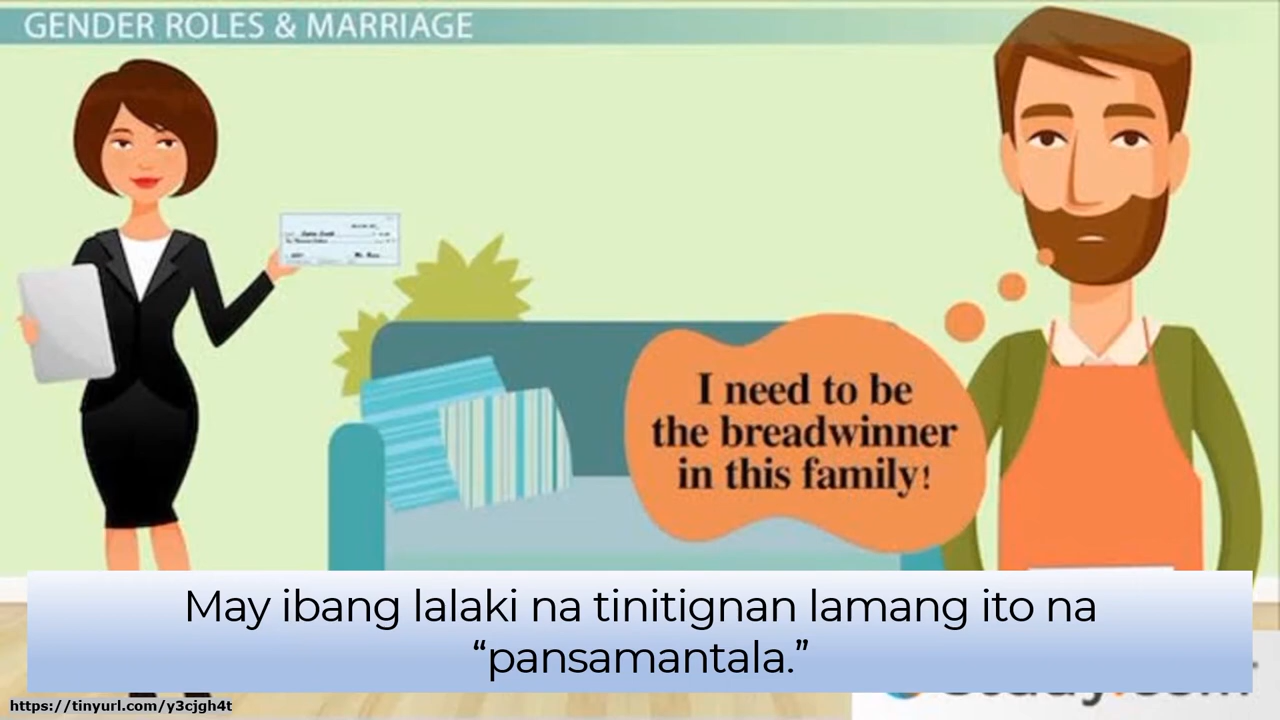 GENDER ROLES & MARRIAGE
I need to be
the breadwinner
in this family!
May ibang lalaki na tinitignan lamang ito na
“pansamantala.”
https://tinyurl.com/y3cjgh4t